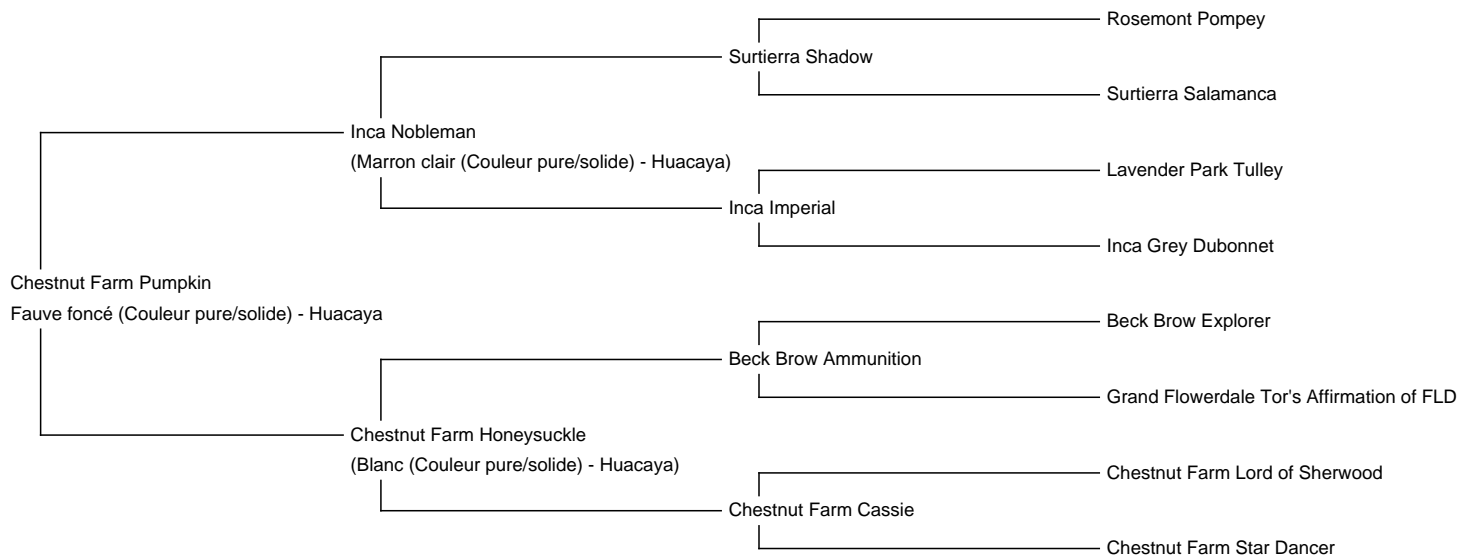 Rosemont Pompey
Surtierra Shadow
Surtierra Salamanca
Inca Nobleman
(Marron clair (Couleur pure/solide) - Huacaya)
Lavender Park Tulley
Inca Imperial
Inca Grey Dubonnet
Chestnut Farm Pumpkin
Fauve foncé (Couleur pure/solide) - Huacaya
Beck Brow Explorer
Beck Brow Ammunition
Grand Flowerdale Tor's Affirmation of FLD
Chestnut Farm Honeysuckle
(Blanc (Couleur pure/solide) - Huacaya)
Chestnut Farm Lord of Sherwood
Chestnut Farm Cassie
Chestnut Farm Star Dancer